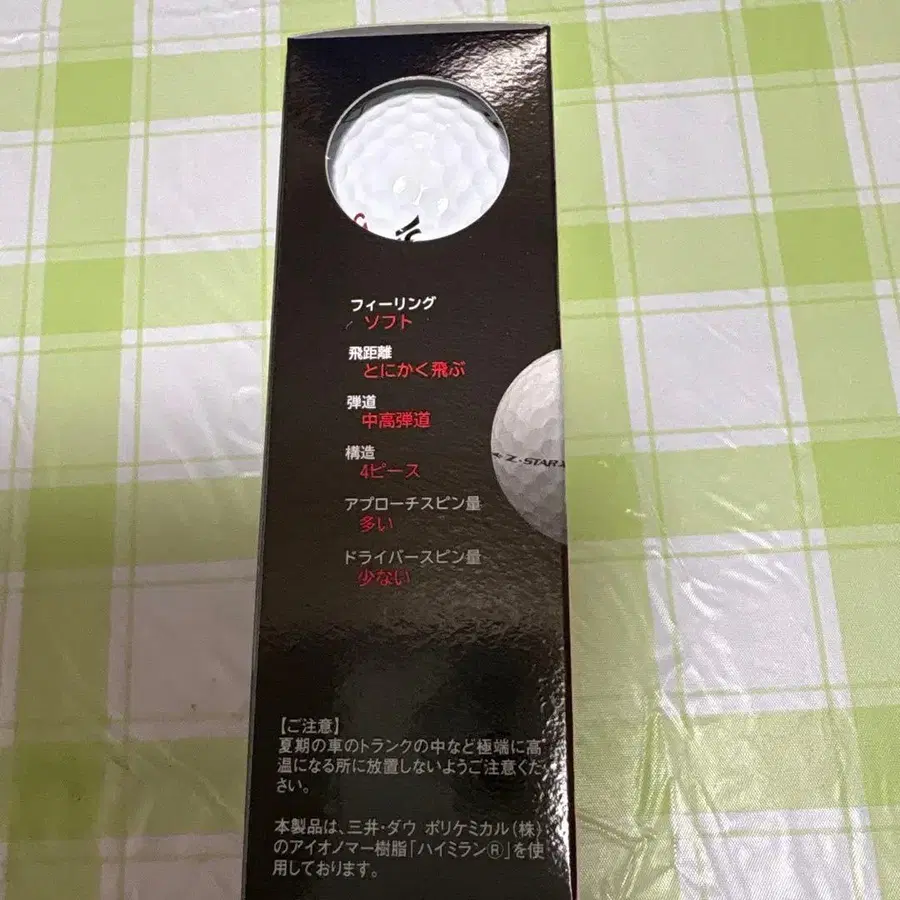 フィーリング
ソフト
飛距離
とにかく飛ぶ
弾道
中高弾道
構造
4ピース
Z-STAR
アプローチスピン量
多い
ドライバースピン量
少ない
【ご注意】
夏期の車のトランクの中など極端に高
温になる所に放置しないようご注意くだ
さい。
本製品は、三井・ダウ ポリケミカル(株)
のアイオノマー樹脂「ハイミラン®」を使
用しております。